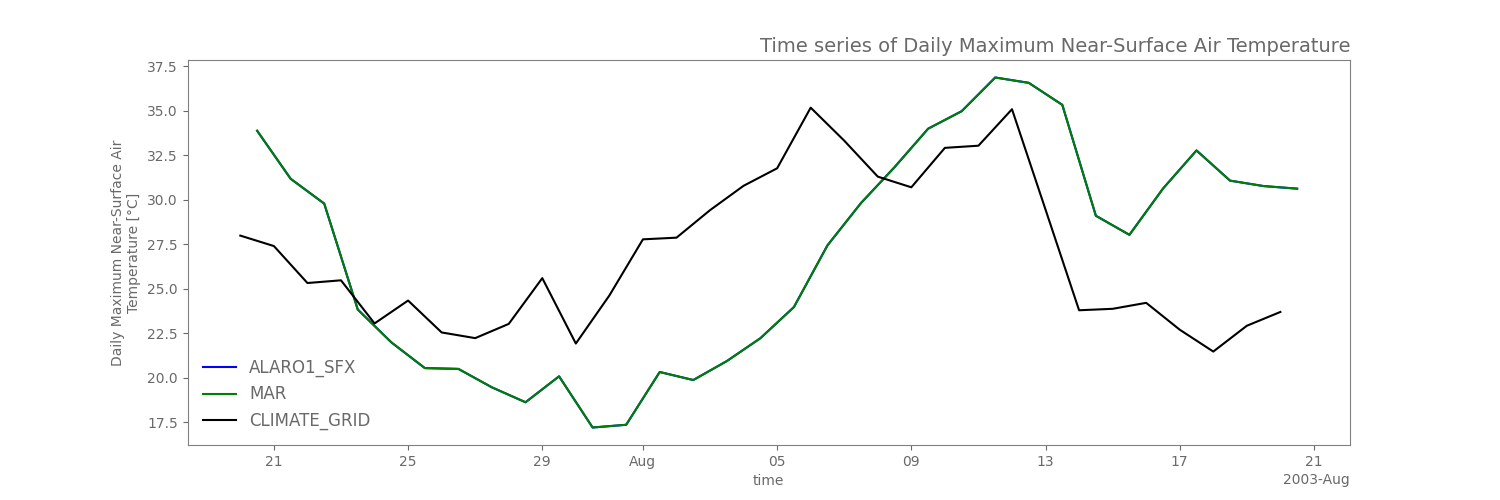 Time series of Daily Maximum Near-Surface Air Temperature
37.5
35.0
32.5
30.0
27.5
25.0
22.5
20.0
17.5
Daily Maximum Near-Surface Air
Temperature [°C]
ALARO1_SFX
MAR
CLIMATE_GRID
21 25 29 Aug 05 09 13 17 21
time
2003-Aug